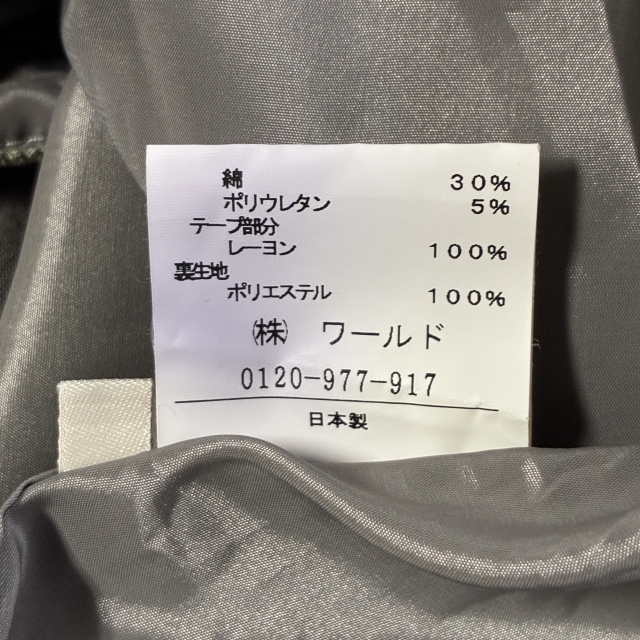 綿 30%
ポリウレタン 5%
テープ部分
レーヨン 100%
裏生地
ポリエステル 100%
㈱ ワールド
0120-977-917
日本製